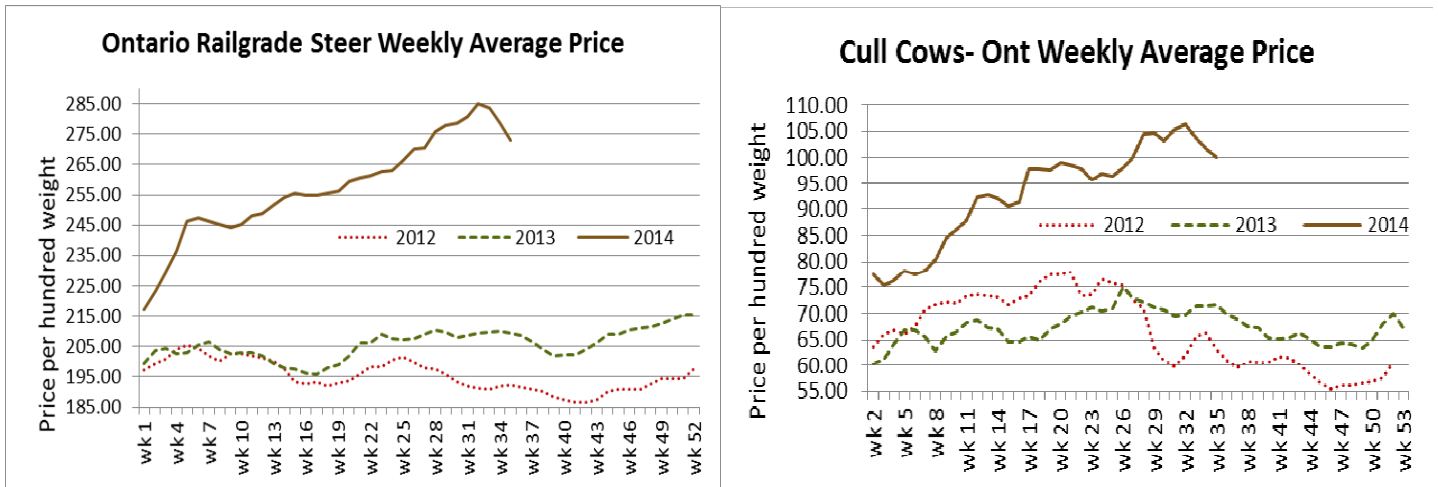 Ontario Railgrade Steer Weekly Average Price
Price per hundred weight
285.00
275.00
265.00
255.00
245.00
235.00
225.00
215.00
205.00
195.00
185.00
2012 2013 2014
wk 1 wk 4 wk 7 wk 10 wk 13 wk 16 wk 19 wk 22 wk 25 wk 28 wk 31 wk 34 wk 37 wk 40 wk 43 wk 46 wk 49 wk 52
Cull Cows- Ont Weekly Average Price
Price per hundred weight
110.00
105.00
100.00
95.00
90.00
85.00
80.00
75.00
70.00
65.00
60.00
55.00
2012 2013 2014
wk 2 wk 5 wk 8 wk 11 wk 14 wk 17 wk 20 wk 23 wk 26 wk 29 wk 32 wk 35 wk 38 wk 41 wk 44 wk 47 wk 50 wk 53